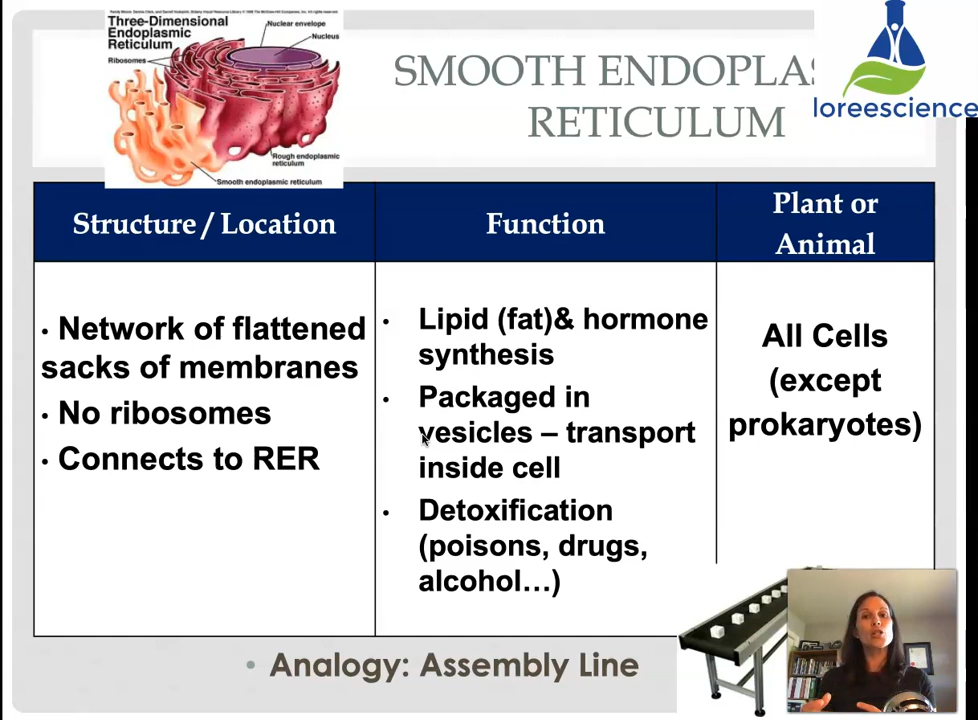 Three-Dimensional
Endoplasmic
Reticulum
Nuclear envelope
Nucleus
Ribosomes
Rough endoplasmic
reticulum
Smooth endoplasmic reticulum
SMOOTH ENDOPLAS
RETICULUM
loreescience
Structure / Location
Function
Plant or
Animal
• Network of flattened
sacks of membranes
• No ribosomes
• Connects to RER
• Lipid (fat)& hormone
synthesis
• Packaged in
vesicles – transport
inside cell
• Detoxification
(poisons, drugs,
alcohol…)
All Cells
(except
prokaryotes)
• Analogy: Assembly Line